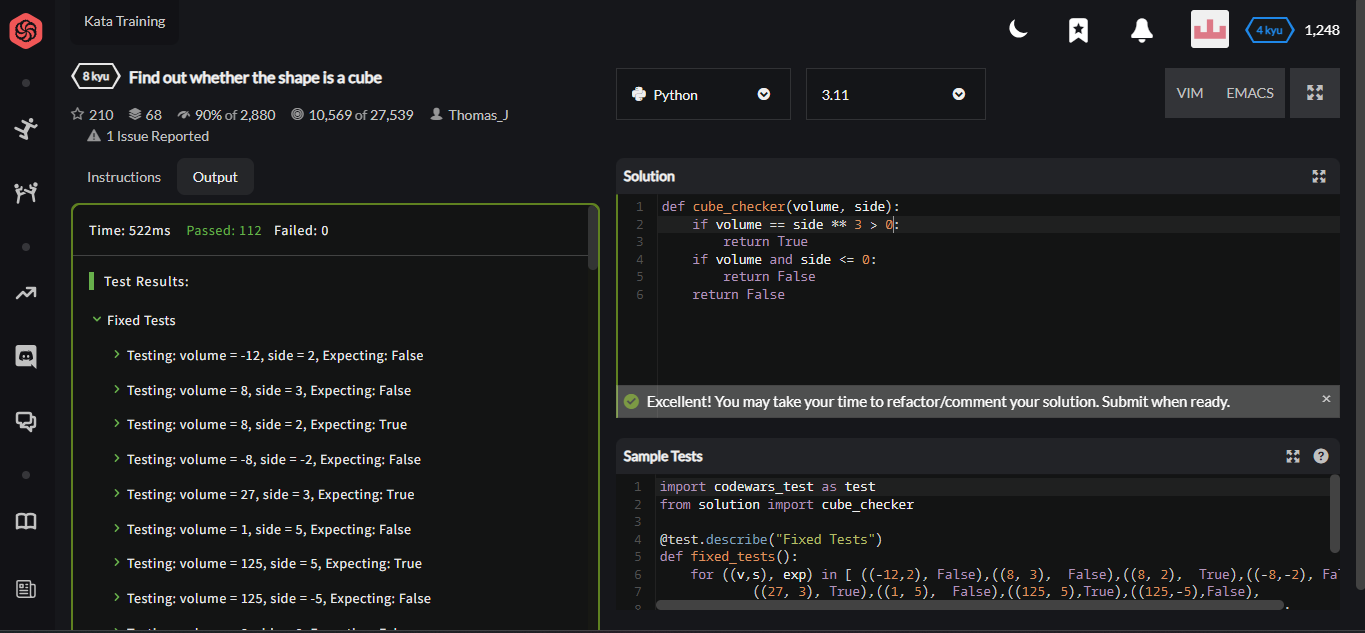 Kata Training
4 kyu 1,248
8 kyu Find out whether the shape is a cube
210 68 90% of 2,880 10,569 of 27,539 Thomas_J
1 Issue Reported
Python 3.11 VIM EMACS
Instructions Output
Time: 522ms Passed: 112 Failed: 0
Test Results:
Fixed Tests
Testing: volume = -12, side = 2, Expecting: False
Testing: volume = 8, side = 3, Expecting: False
Testing: volume = 8, side = 2, Expecting: True
Testing: volume = -8, side = -2, Expecting: False
Testing: volume = 27, side = 3, Expecting: True
Testing: volume = 1, side = 5, Expecting: False
Testing: volume = 125, side = 5, Expecting: True
Testing: volume = 125, side = -5, Expecting: False
Solution
1 def cube_checker(volume, side):
2 if volume == side ** 3 > 0:
3 return True
4 if volume and side <= 0:
5 return False
6 return False
Excellent! You may take your time to refactor/comment your solution. Submit when ready.
Sample Tests
1 import codewars_test as test
2 from solution import cube_checker
3
4 @test.describe("Fixed Tests")
5 def fixed_tests():
6 for ((v,s), exp) in [ ((-12,2), False),((8, 3), False),((8, 2), True),((-8,-2), Fa
7 ((27, 3), True),((1, 5), False),((125, 5),True),((125,-5),False),
8